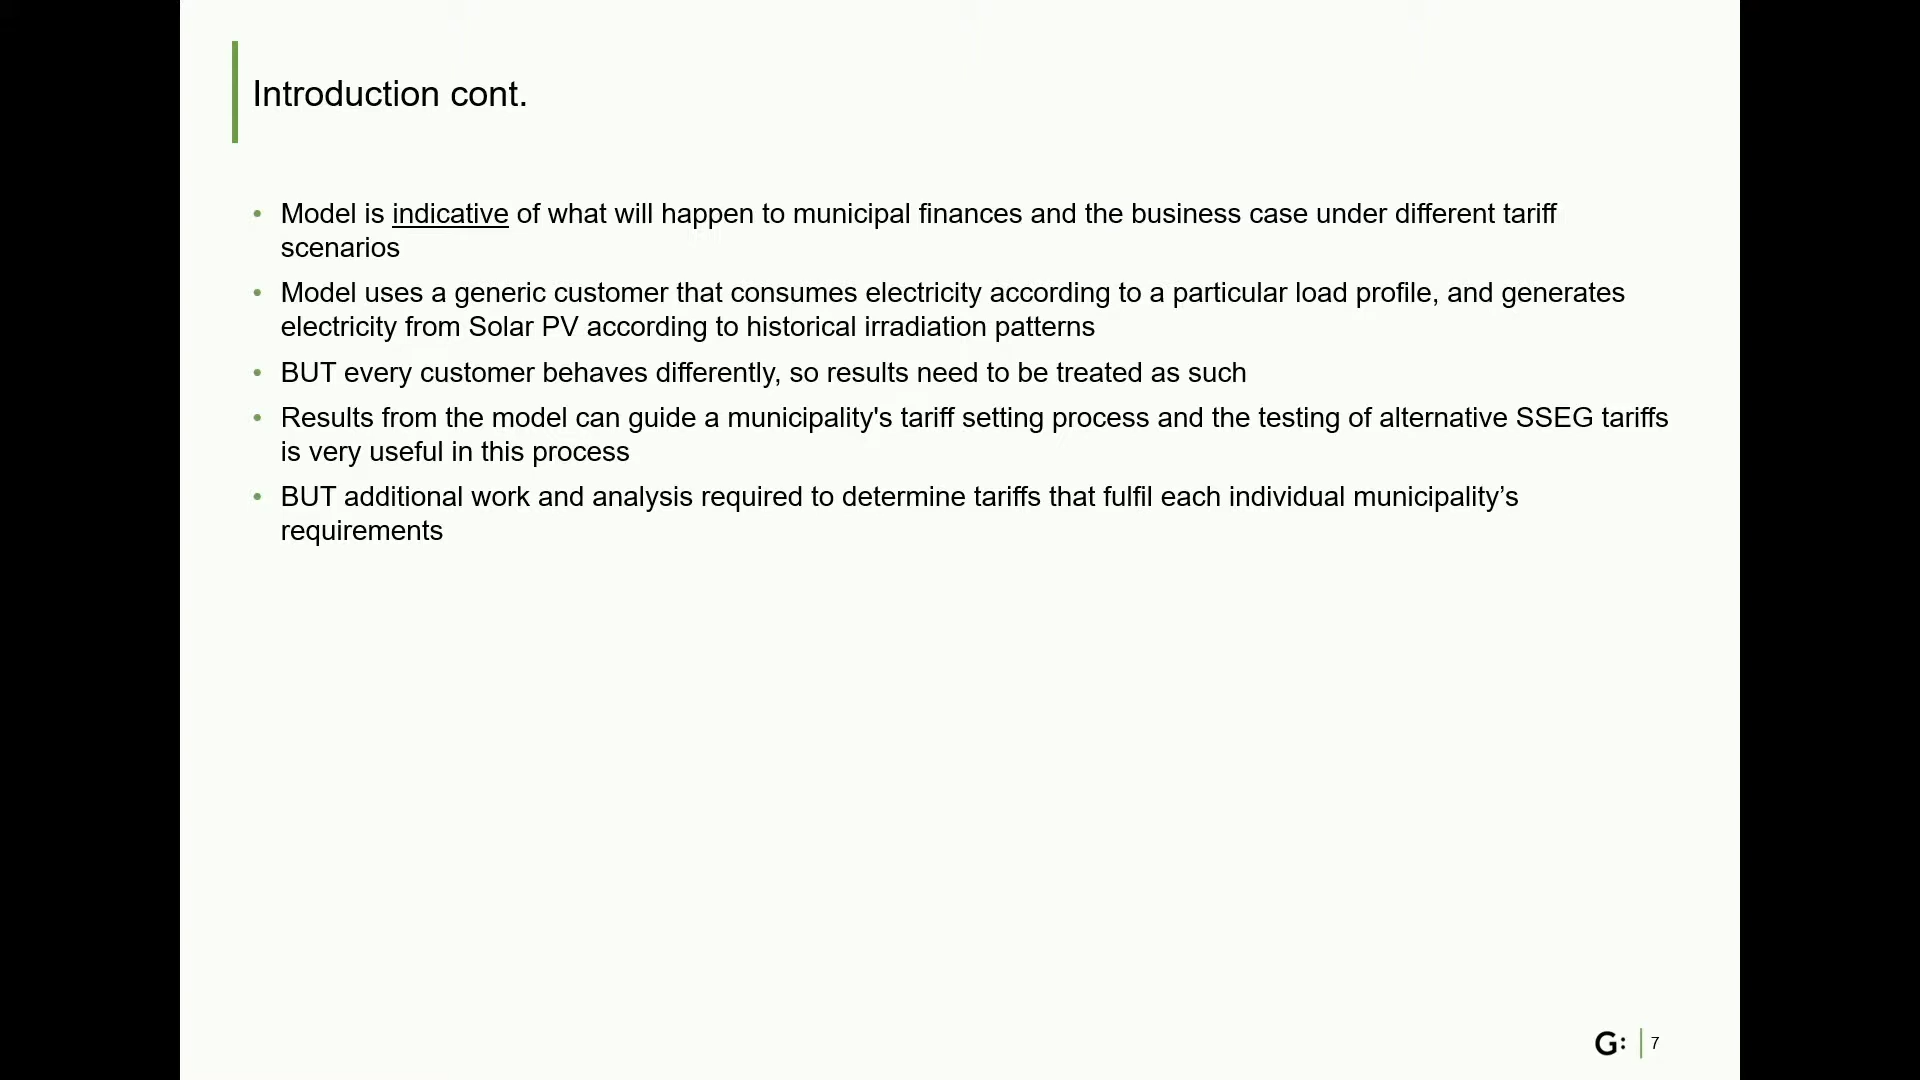 Introduction cont.
• Model is indicative of what will happen to municipal finances and the business case under different tariff
scenarios
• Model uses a generic customer that consumes electricity according to a particular load profile, and generates
electricity from Solar PV according to historical irradiation patterns
• BUT every customer behaves differently, so results need to be treated as such
• Results from the model can guide a municipality's tariff setting process and the testing of alternative SSEG tariffs
is very useful in this process
• BUT additional work and analysis required to determine tariffs that fulfil each individual municipality’s
requirements
G: 7